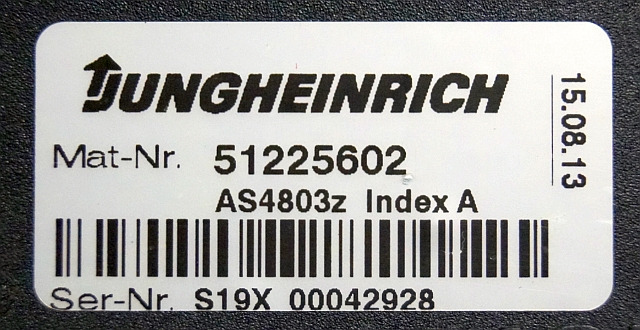 JUNGHEINRICH
Mat-Nr. 51225602
AS4803z Index A
Ser-Nr. S19X 00042928
15.08.13